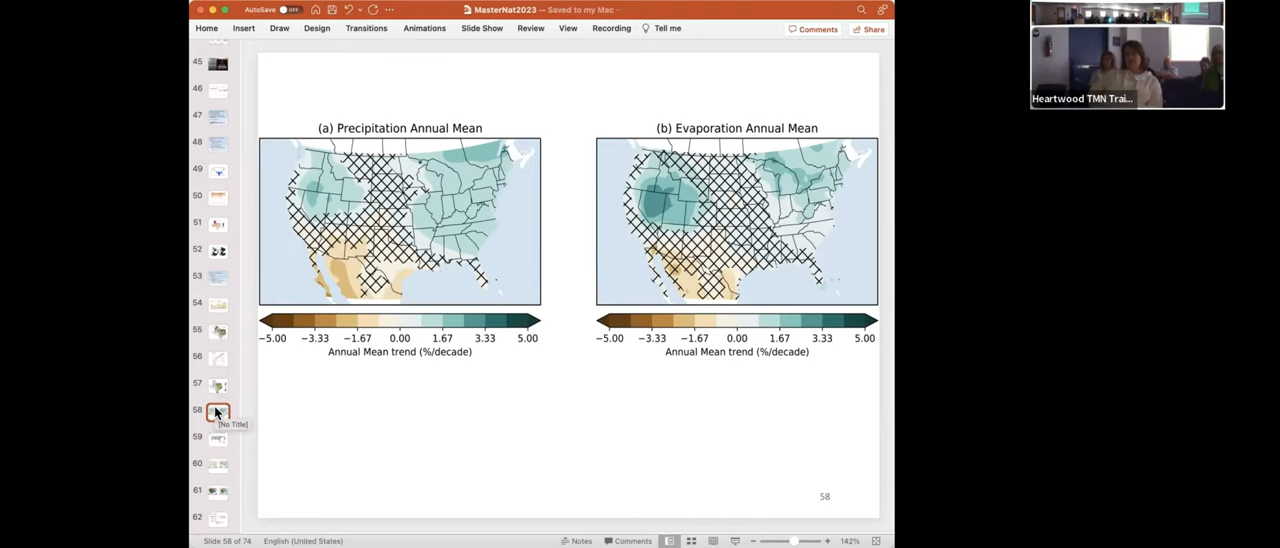 AutoSave OFF
MasterNat2023 — Saved to my Mac
Home Insert Draw Design Transitions Animations Slide Show Review View Recording Tell me
Comments Share
45
46
47
48
49
50
51
52
53
54
55
56
57
58
59
60
61
62
[No Title]
(a) Precipitation Annual Mean
−5.00 −3.33 −1.67 0.00 1.67 3.33 5.00
Annual Mean trend (%/decade)
(b) Evaporation Annual Mean
−5.00 −3.33 −1.67 0.00 1.67 3.33 5.00
Annual Mean trend (%/decade)
58
Slide 58 of 74 English (United States)
Notes Comments 142%
Heartwood TMN Trai...